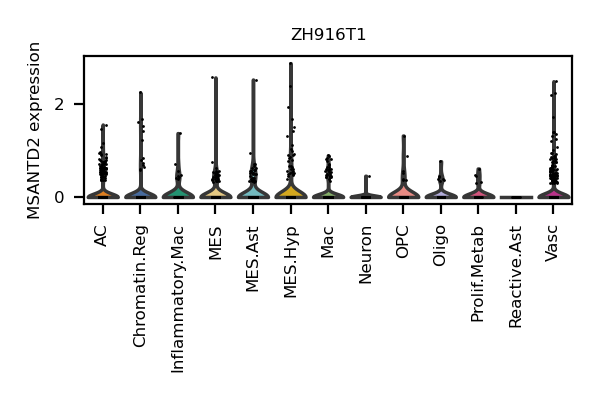 ZH916T1
MSANTD2 expression
2
0
AC
Chromatin.Reg
Inflammatory.Mac
MES
MES.Ast
MES.Hyp
Mac
Neuron
OPC
Oligo
Prolif.Metab
Reactive.Ast
Vasc